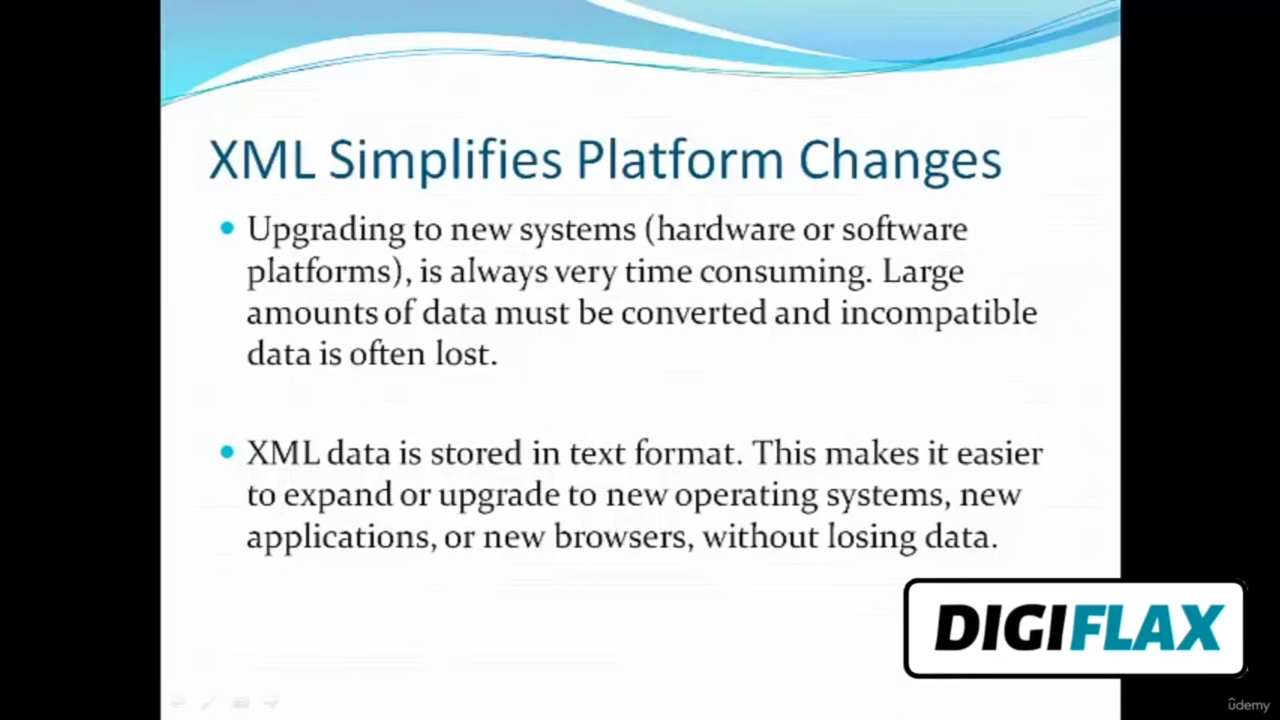 XML Simplifies Platform Changes
Upgrading to new systems (hardware or software
platforms), is always very time consuming. Large
amounts of data must be converted and incompatible
data is often lost.
XML data is stored in text format. This makes it easier
to expand or upgrade to new operating systems, new
applications, or new browsers, without losing data.
DIGIFLAX
ûdemy